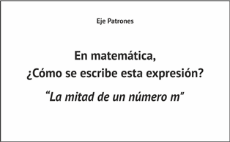 Eje Patrones
En matemática,
¿Cómo se escribe esta expresión?
“La mitad de un número m”